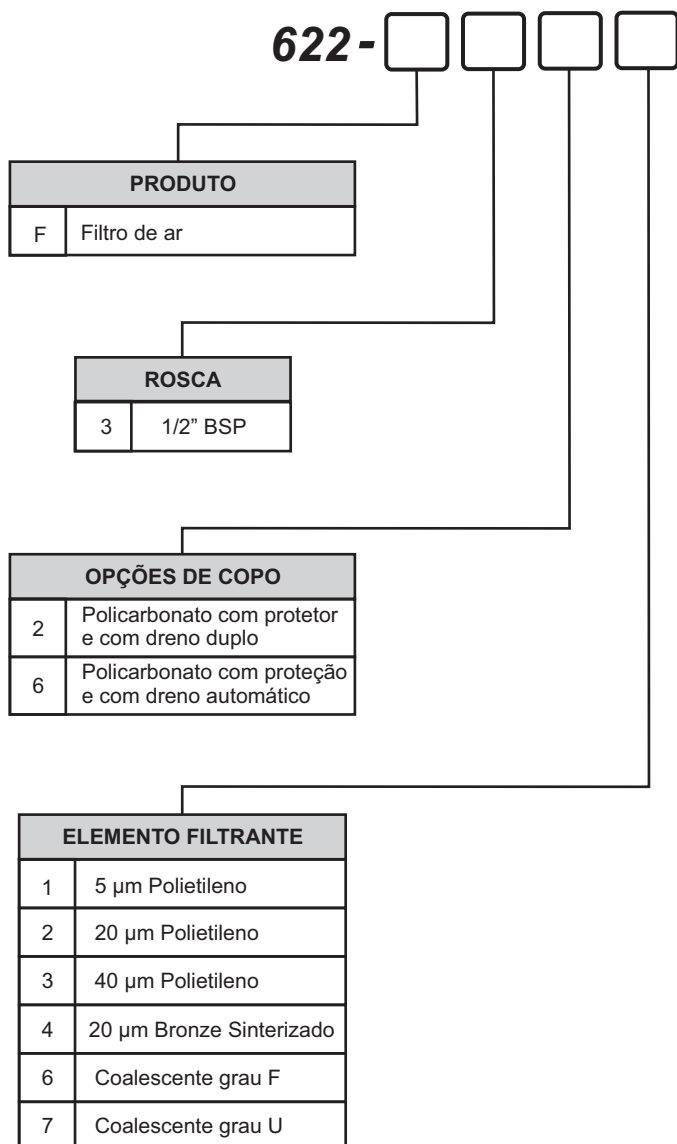 622-
PRODUTO
F Filtro de ar
ROSCA
3 1/2” BSP
OPÇÕES DE COPO
2 Policarbonato com protetor
e com dreno duplo
6 Policarbonato com proteção
e com dreno automático
ELEMENTO FILTRANTE
1 5 µm Polietileno
2 20 µm Polietileno
3 40 µm Polietileno
4 20 µm Bronze Sinterizado
6 Coalescente grau F
7 Coalescente grau U